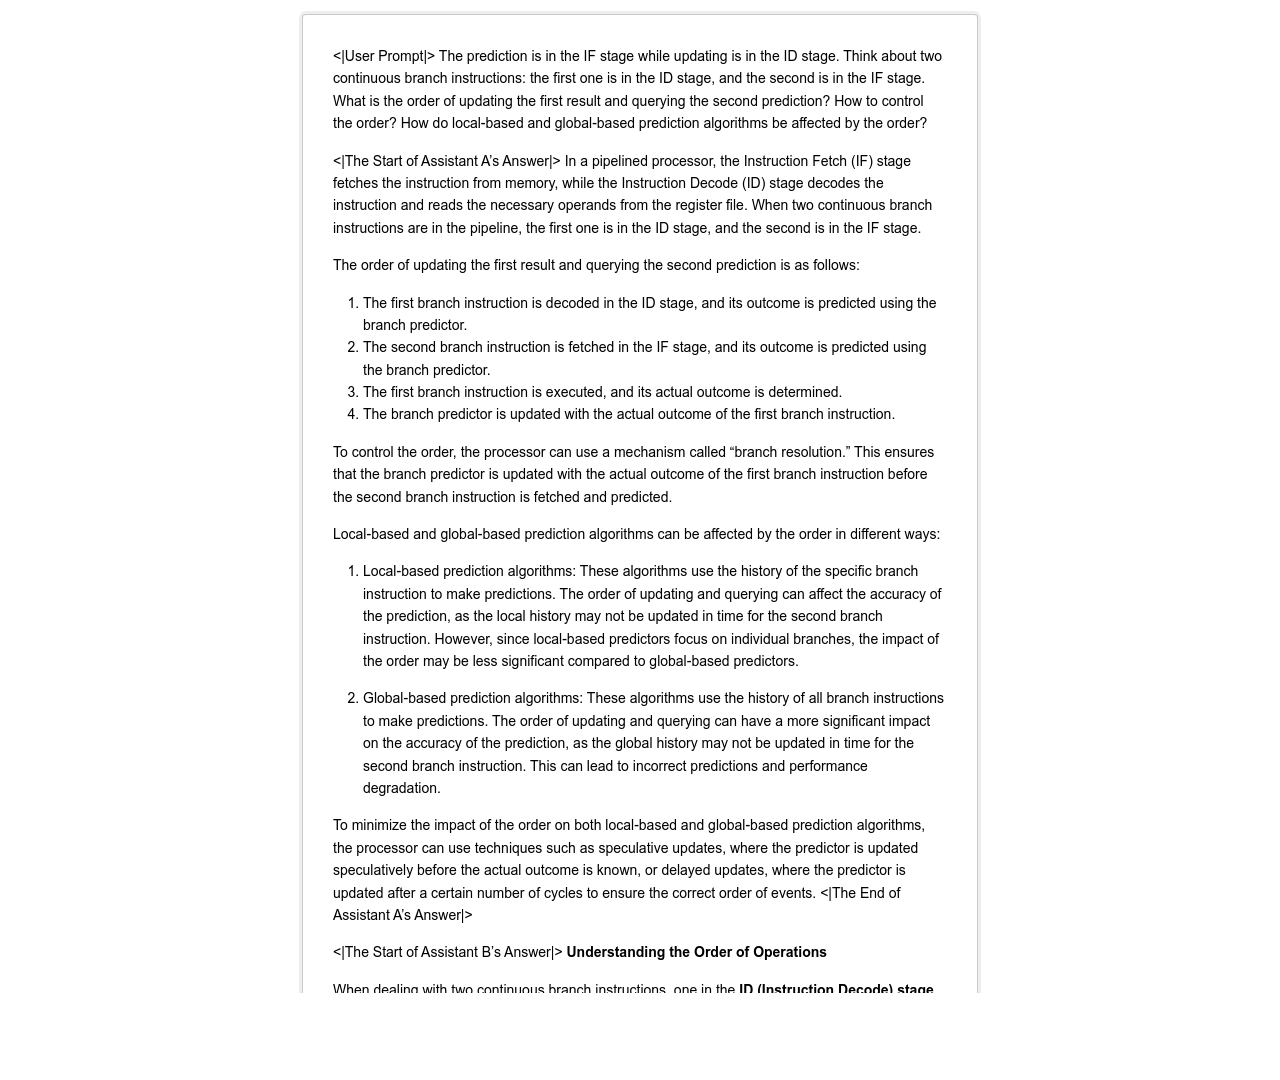 <|User Prompt|> The prediction is in the IF stage while updating is in the ID stage. Think about two
continuous branch instructions: the first one is in the ID stage, and the second is in the IF stage.
What is the order of updating the first result and querying the second prediction? How to control
the order? How do local-based and global-based prediction algorithms be affected by the order?
<|The Start of Assistant A’s Answer|> In a pipelined processor, the Instruction Fetch (IF) stage
fetches the instruction from memory, while the Instruction Decode (ID) stage decodes the
instruction and reads the necessary operands from the register file. When two continuous branch
instructions are in the pipeline, the first one is in the ID stage, and the second is in the IF stage.
The order of updating the first result and querying the second prediction is as follows:
1. The first branch instruction is decoded in the ID stage, and its outcome is predicted using the
branch predictor.
2. The second branch instruction is fetched in the IF stage, and its outcome is predicted using
the branch predictor.
3. The first branch instruction is executed, and its actual outcome is determined.
4. The branch predictor is updated with the actual outcome of the first branch instruction.
To control the order, the processor can use a mechanism called “branch resolution.” This ensures
that the branch predictor is updated with the actual outcome of the first branch instruction before
the second branch instruction is fetched and predicted.
Local-based and global-based prediction algorithms can be affected by the order in different ways:
1. Local-based prediction algorithms: These algorithms use the history of the specific branch
instruction to make predictions. The order of updating and querying can affect the accuracy of
the prediction, as the local history may not be updated in time for the second branch
instruction. However, since local-based predictors focus on individual branches, the impact of
the order may be less significant compared to global-based predictors.
2. Global-based prediction algorithms: These algorithms use the history of all branch instructions
to make predictions. The order of updating and querying can have a more significant impact
on the accuracy of the prediction, as the global history may not be updated in time for the
second branch instruction. This can lead to incorrect predictions and performance
degradation.
To minimize the impact of the order on both local-based and global-based prediction algorithms,
the processor can use techniques such as speculative updates, where the predictor is updated
speculatively before the actual outcome is known, or delayed updates, where the predictor is
updated after a certain number of cycles to ensure the correct order of events. <|The End of
Assistant A’s Answer|>
<|The Start of Assistant B’s Answer|> Understanding the Order of Operations
When dealing with two continuous branch instructions, one in the ID (Instruction Decode) stage